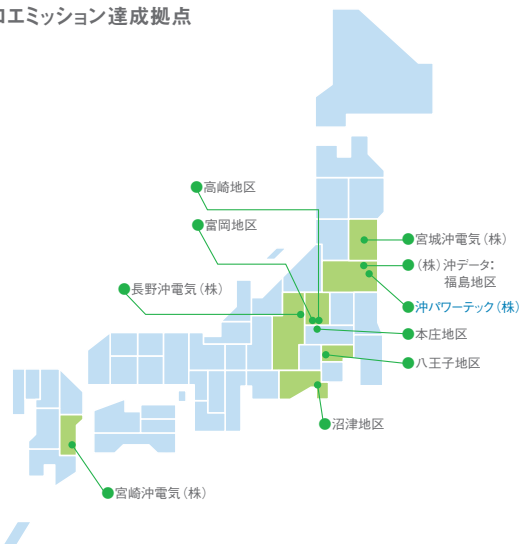 ロエミッション達成拠点
高崎地区
富岡地区
宮城沖電気(株)
(株)沖データ:
福島地区
長野沖電気(株)
沖パワーテック(株)
本庄地区
八王子地区
沼津地区
宮崎沖電気(株)